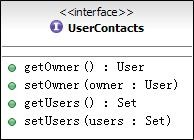 <<interface>>
I UserContacts
getOwner () : User
setOwner (owner : User)
getUsers () : Set
setUsers (users : Set)